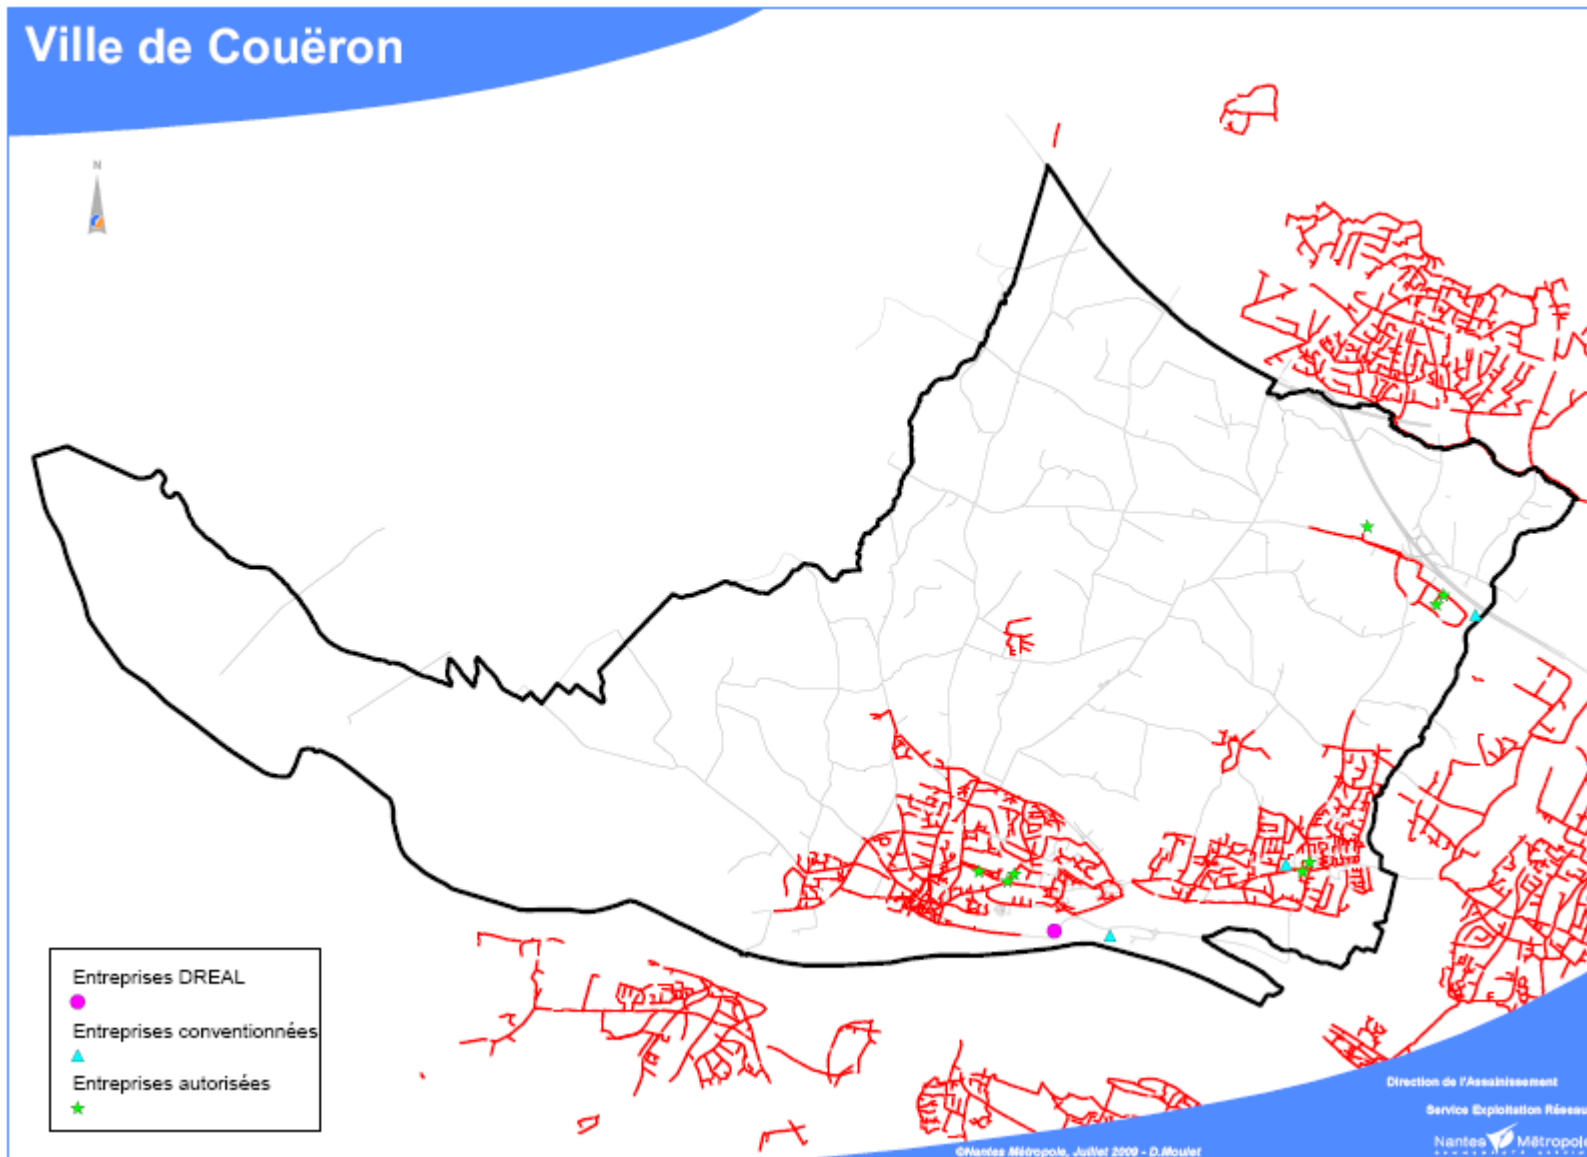 Ville de Couëron
N
Entreprises DREAL
Entreprises conventionnées
Entreprises autorisées
Direction de l'Assainissement
Service Exploitation Réseau
Nantes Métropole
©Nantes Métropole, Juillet 2009 - D.Moulet